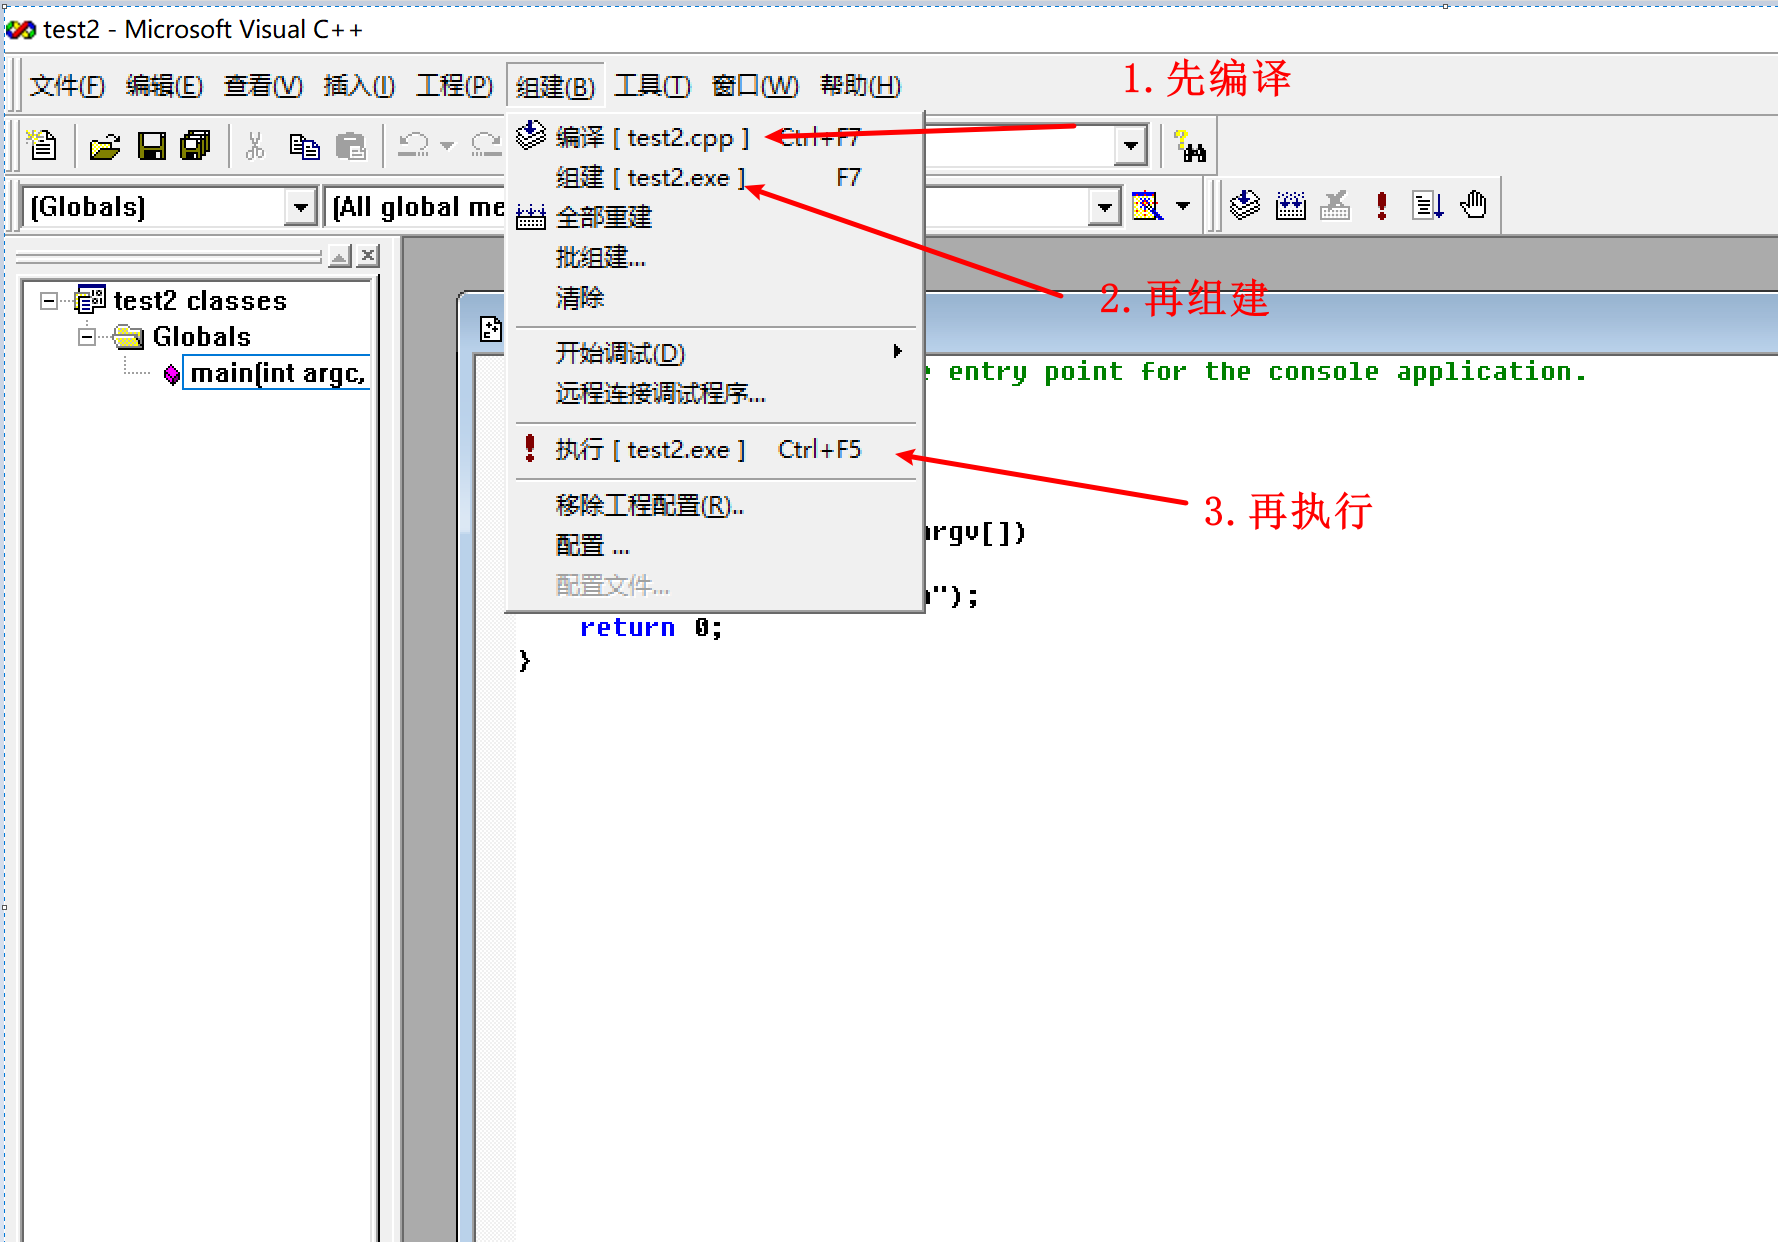 test2 - Microsoft Visual C++
文件(F) 编辑(E) 查看(V) 插入(I) 工程(P) 组建(B) 工具(T) 窗口(W) 帮助(H)
1.先编译
编译 [ test2.cpp ] Ctrl+F7
组建 [ test2.exe ] F7
(Globals) (All global me
全部重建
批组建...
清除
2.再组建
test2 classes
Globals
main(int argc,
开始调试(D)
远程连接调试程序...
entry point for the console application.
执行 [ test2.exe ] Ctrl+F5
3.再执行
移除工程配置(R)..
配置 ...
配置文件...
argv[])
");
return 0;
}